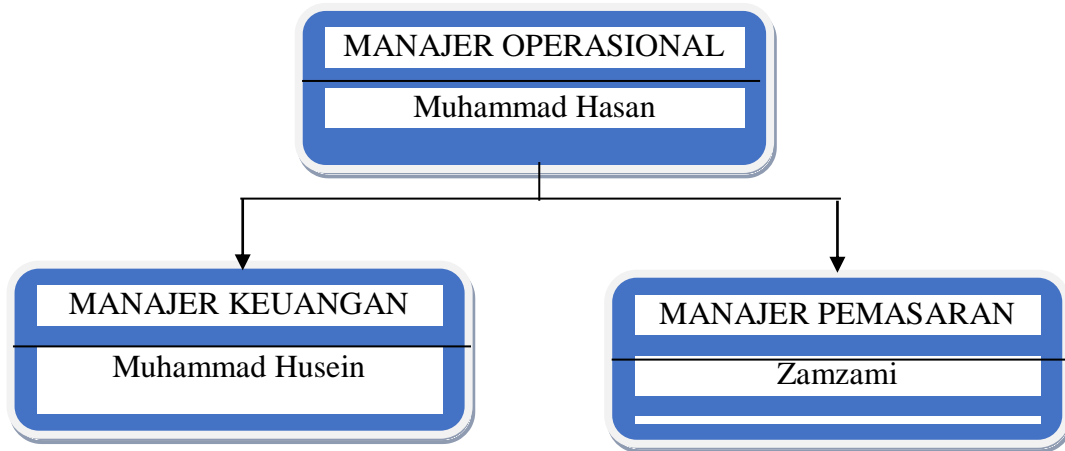 MANAJER OPERASIONAL
Muhammad Hasan
MANAJER KEUANGAN
Muhammad Husein
MANAJER PEMASARAN
Zamzami